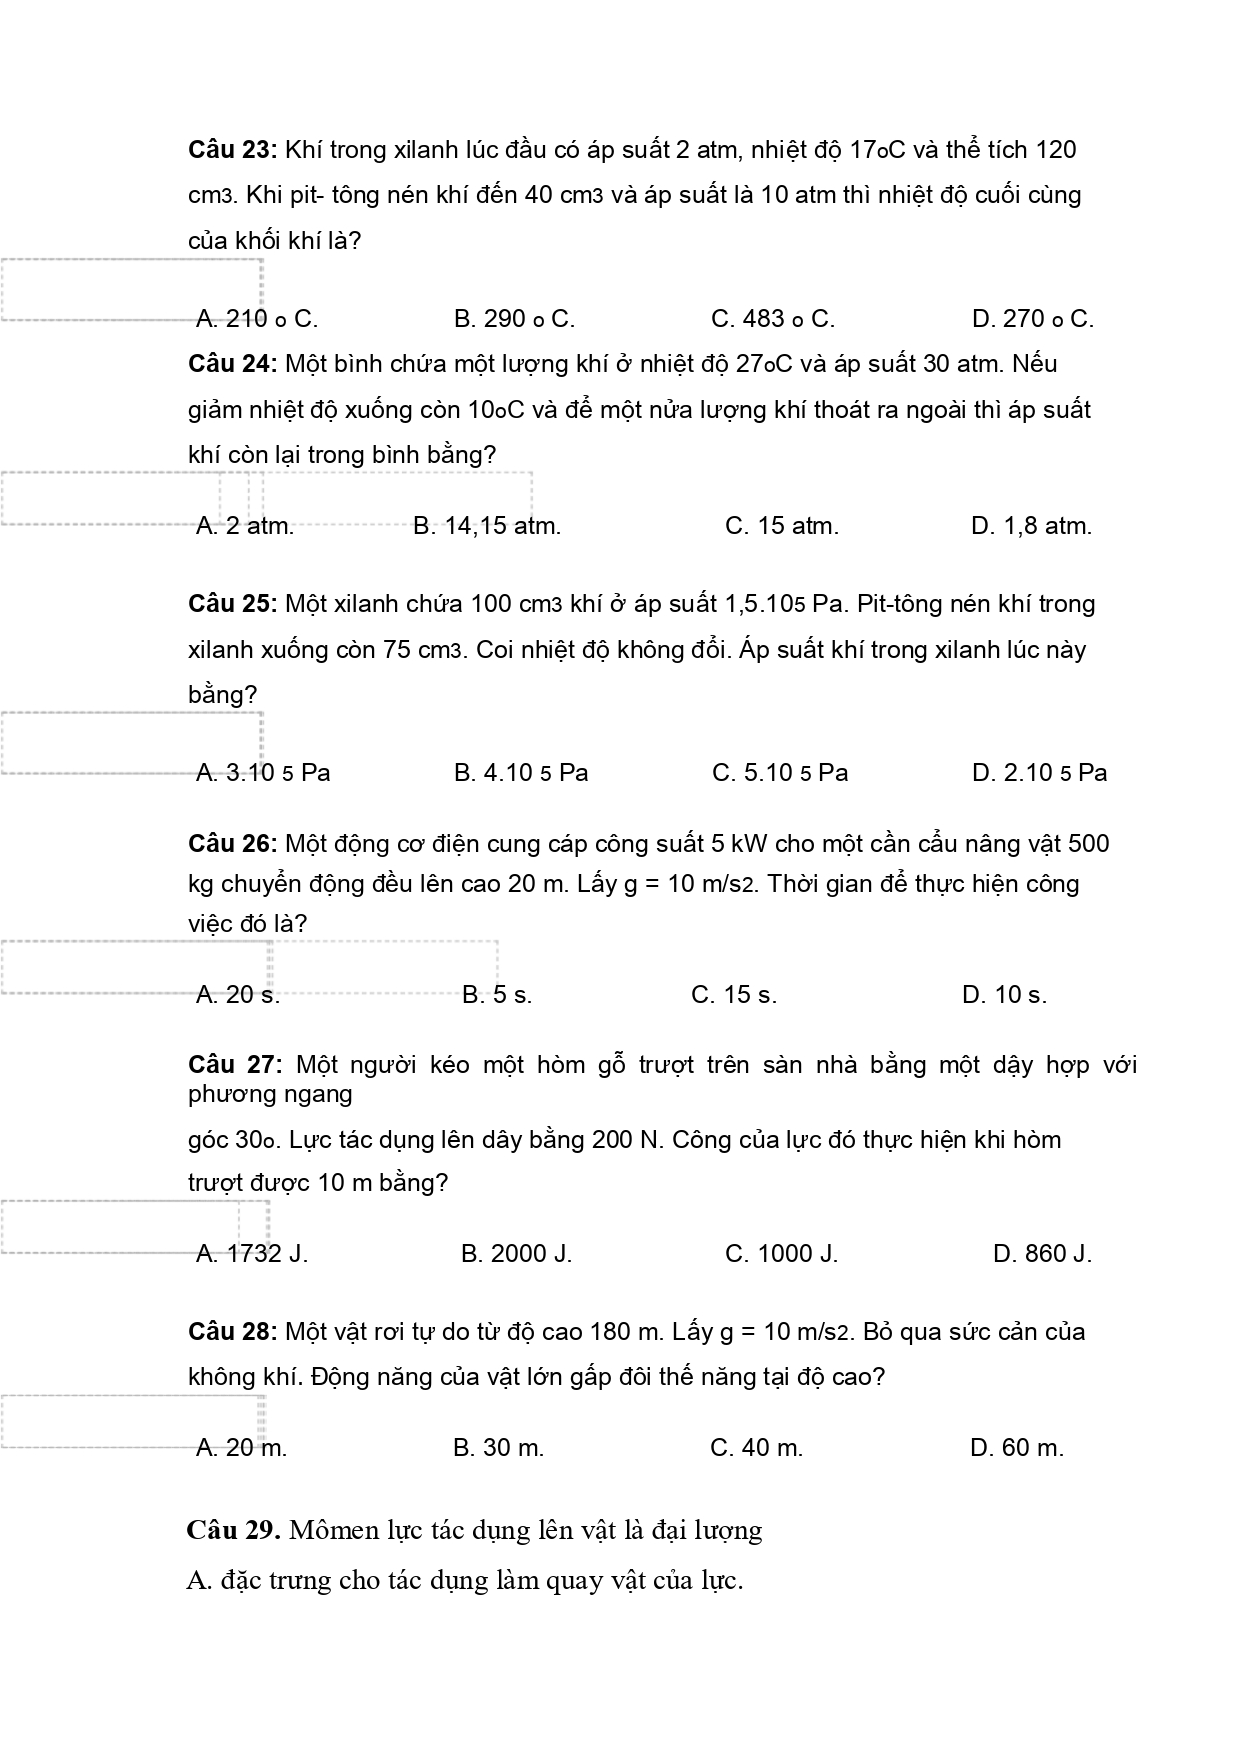 Câu 23: Khí trong xilanh lúc đầu có áp suất 2 atm, nhiệt độ 17oC và thể tích 120
cm3. Khi pit- tông nén khí đến 40 cm3 và áp suất là 10 atm thì nhiệt độ cuối cùng
của khối khí là?
A. 210 o C. B. 290 o C. C. 483 o C. D. 270 o C.
Câu 24: Một bình chứa một lượng khí ở nhiệt độ 27oC và áp suất 30 atm. Nếu
giảm nhiệt độ xuống còn 10oC và để một nửa lượng khí thoát ra ngoài thì áp suất
khí còn lại trong bình bằng?
A. 2 atm. B. 14,15 atm. C. 15 atm. D. 1,8 atm.
Câu 25: Một xilanh chứa 100 cm3 khí ở áp suất 1,5.105 Pa. Pit-tông nén khí trong
xilanh xuống còn 75 cm3. Coi nhiệt độ không đổi. Áp suất khí trong xilanh lúc này
bằng?
A. 3.10 5 Pa B. 4.10 5 Pa C. 5.10 5 Pa D. 2.10 5 Pa
Câu 26: Một động cơ điện cung cáp công suất 5 kW cho một cần cẩu nâng vật 500
kg chuyển động đều lên cao 20 m. Lấy g = 10 m/s2. Thời gian để thực hiện công
việc đó là?
A. 20 s. B. 5 s. C. 15 s. D. 10 s.
Câu 27: Một người kéo một hòm gỗ trượt trên sàn nhà bằng một dậy hợp với
phương ngang
góc 30o. Lực tác dụng lên dây bằng 200 N. Công của lực đó thực hiện khi hòm
trượt được 10 m bằng?
A. 1732 J. B. 2000 J. C. 1000 J. D. 860 J.
Câu 28: Một vật rơi tự do từ độ cao 180 m. Lấy g = 10 m/s2. Bỏ qua sức cản của
không khí. Động năng của vật lớn gấp đôi thế năng tại độ cao?
A. 20 m. B. 30 m. C. 40 m. D. 60 m.
Câu 29. Mômen lực tác dụng lên vật là đại lượng
A. đặc trưng cho tác dụng làm quay vật của lực.